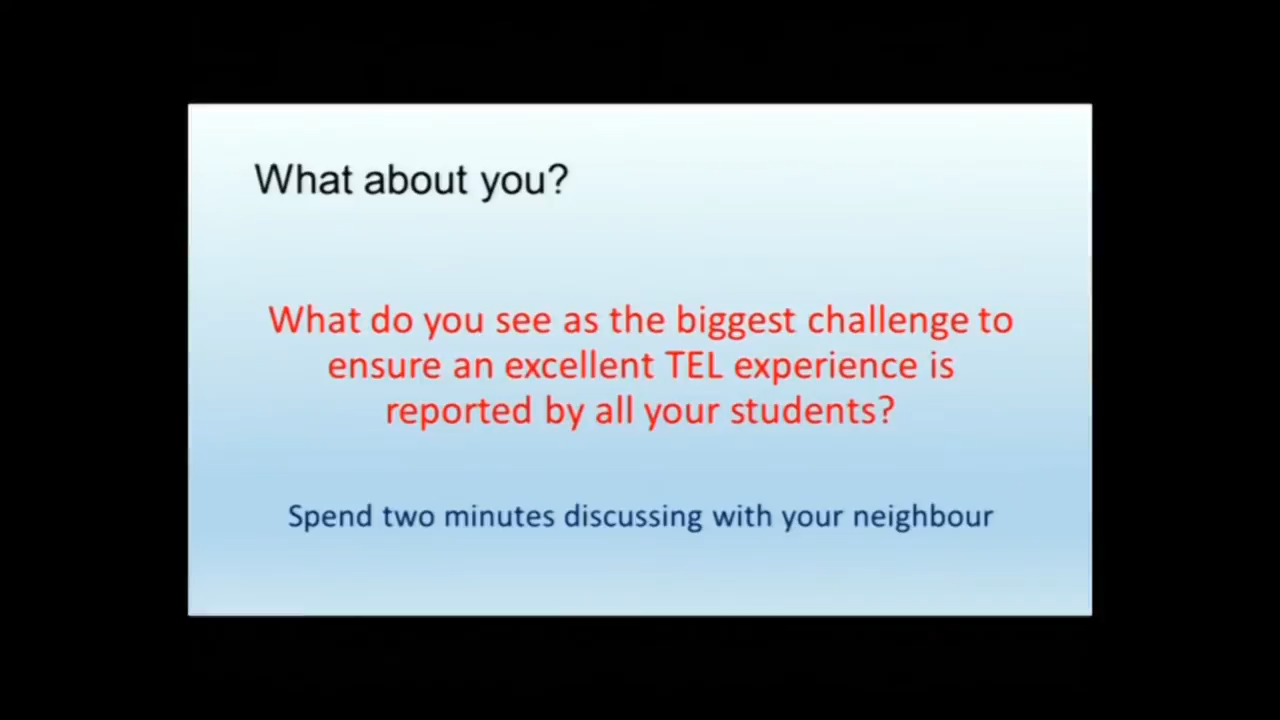 What about you?
What do you see as the biggest challenge to
ensure an excellent TEL experience is
reported by all your students?
Spend two minutes discussing with your neighbour